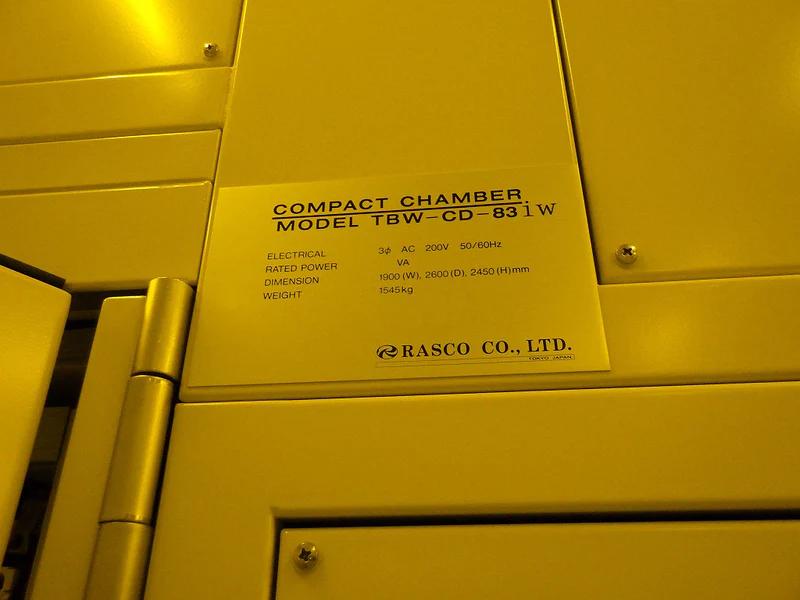 COMPACT CHAMBER
MODEL TBW-CD-83iw
ELECTRICAL 3ϕ AC 200V 50/60Hz
RATED POWER VA
DIMENSION 1900 (W), 2600 (D), 2450 (H) mm
WEIGHT 1545kg
RASCO CO., LTD.
TOKYO JAPAN